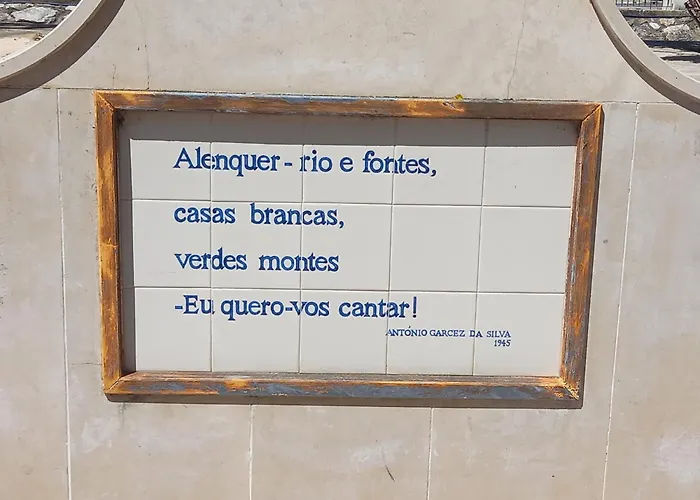 Alenquer - rio e fontes,
casas brancas,
verdes montes
-Eu quero-vos cantar!
ANTÓNIO GARCEZ DA SILVA
1945